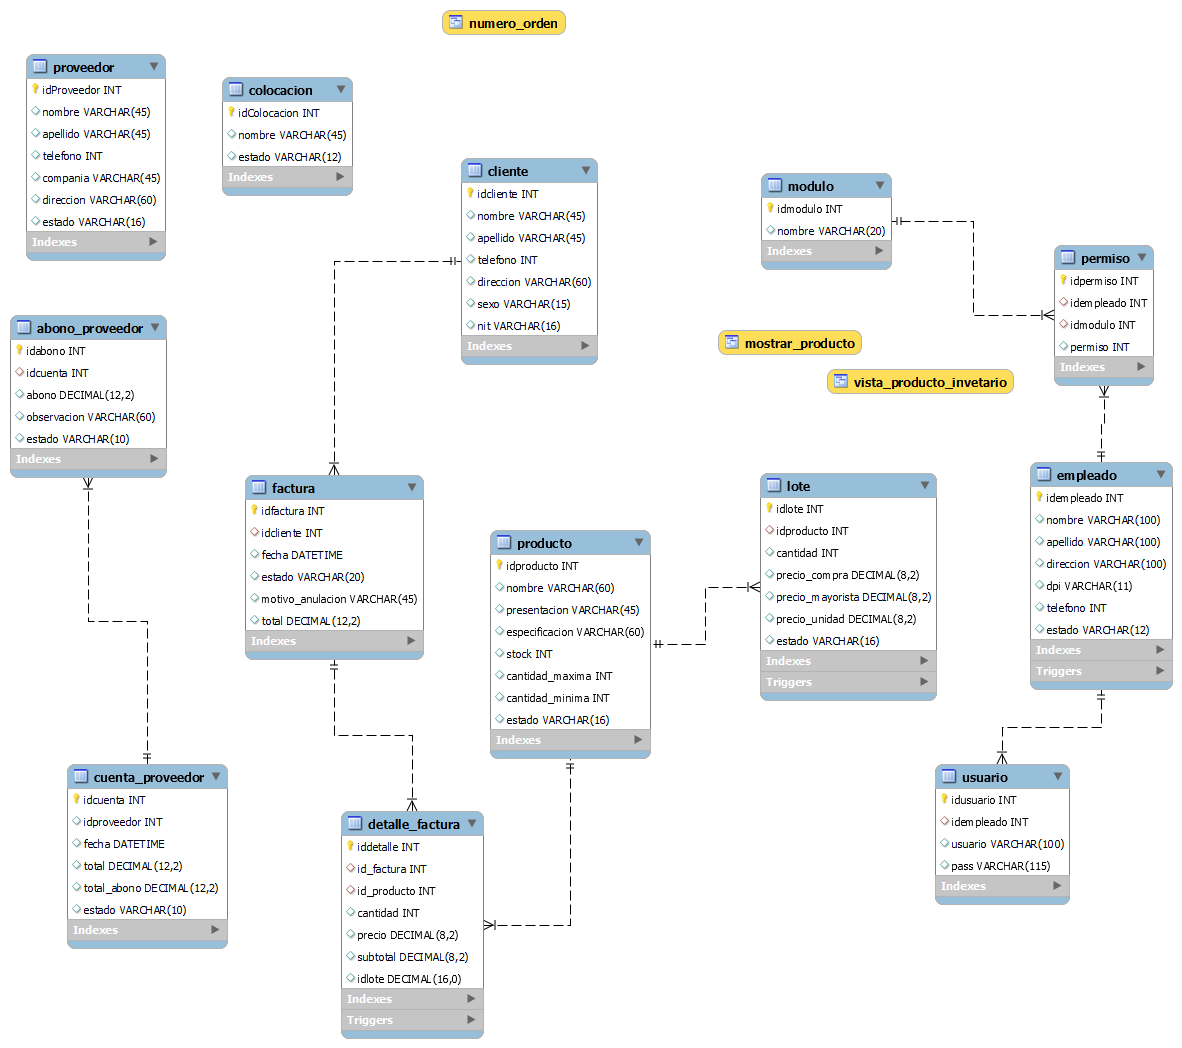 numero_orden
proveedor
idProveedor INT
nombre VARCHAR(45)
apellido VARCHAR(45)
telefono INT
compania VARCHAR(45)
direccion VARCHAR(60)
estado VARCHAR(16)
Indexes
colocacion
idColocacion INT
nombre VARCHAR(45)
estado VARCHAR(12)
Indexes
cliente
idcliente INT
nombre VARCHAR(45)
apellido VARCHAR(45)
telefono INT
direccion VARCHAR(60)
sexo VARCHAR(15)
nit VARCHAR(16)
Indexes
modulo
idmodulo INT
nombre VARCHAR(20)
Indexes
permiso
idpermiso INT
idempleado INT
idmodulo INT
permiso INT
Indexes
abono_proveedor
idabono INT
idcuenta INT
abono DECIMAL(12,2)
observacion VARCHAR(60)
estado VARCHAR(10)
Indexes
mostrar_producto
vista_producto_invetario
factura
idfactura INT
idcliente INT
fecha DATETIME
estado VARCHAR(20)
motivo_anulacion VARCHAR(45)
total DECIMAL(12,2)
Indexes
producto
idproducto INT
nombre VARCHAR(60)
presentacion VARCHAR(45)
especificacion VARCHAR(60)
stock INT
cantidad_maxima INT
cantidad_minima INT
estado VARCHAR(16)
Indexes
lote
idlote INT
idproducto INT
cantidad INT
precio_compra DECIMAL(8,2)
precio_mayorista DECIMAL(8,2)
precio_unidad DECIMAL(8,2)
estado VARCHAR(16)
Indexes
Triggers
empleado
idempleado INT
nombre VARCHAR(100)
apellido VARCHAR(100)
direccion VARCHAR(100)
dpi VARCHAR(11)
telefono INT
estado VARCHAR(12)
Indexes
Triggers
cuenta_proveedor
idcuenta INT
idproveedor INT
fecha DATETIME
total DECIMAL(12,2)
total_abono DECIMAL(12,2)
estado VARCHAR(10)
Indexes
detalle_factura
iddetalle INT
id_factura INT
id_producto INT
cantidad INT
precio DECIMAL(8,2)
subtotal DECIMAL(8,2)
idlote DECIMAL(16,0)
Indexes
Triggers
usuario
idusuario INT
idempleado INT
usuario VARCHAR(100)
pass VARCHAR(115)
Indexes